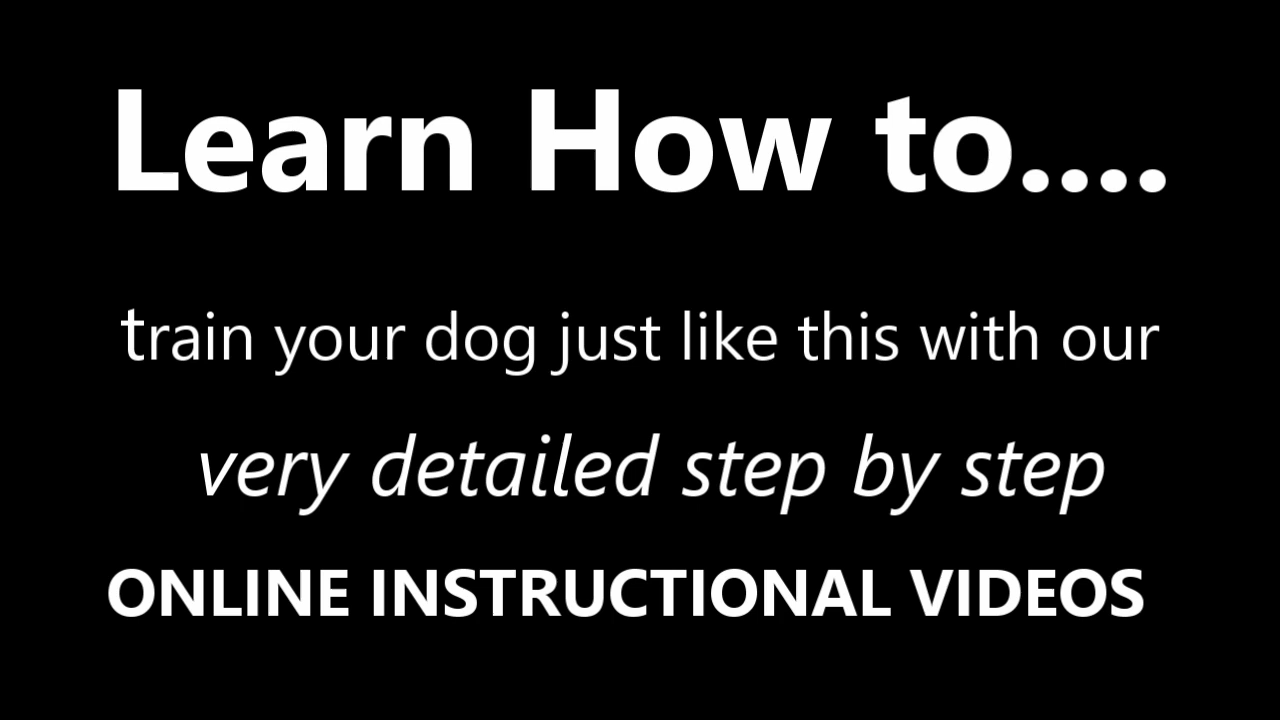 Learn How to....
train your dog just like this with our
very detailed step by step
ONLINE INSTRUCTIONAL VIDEOS